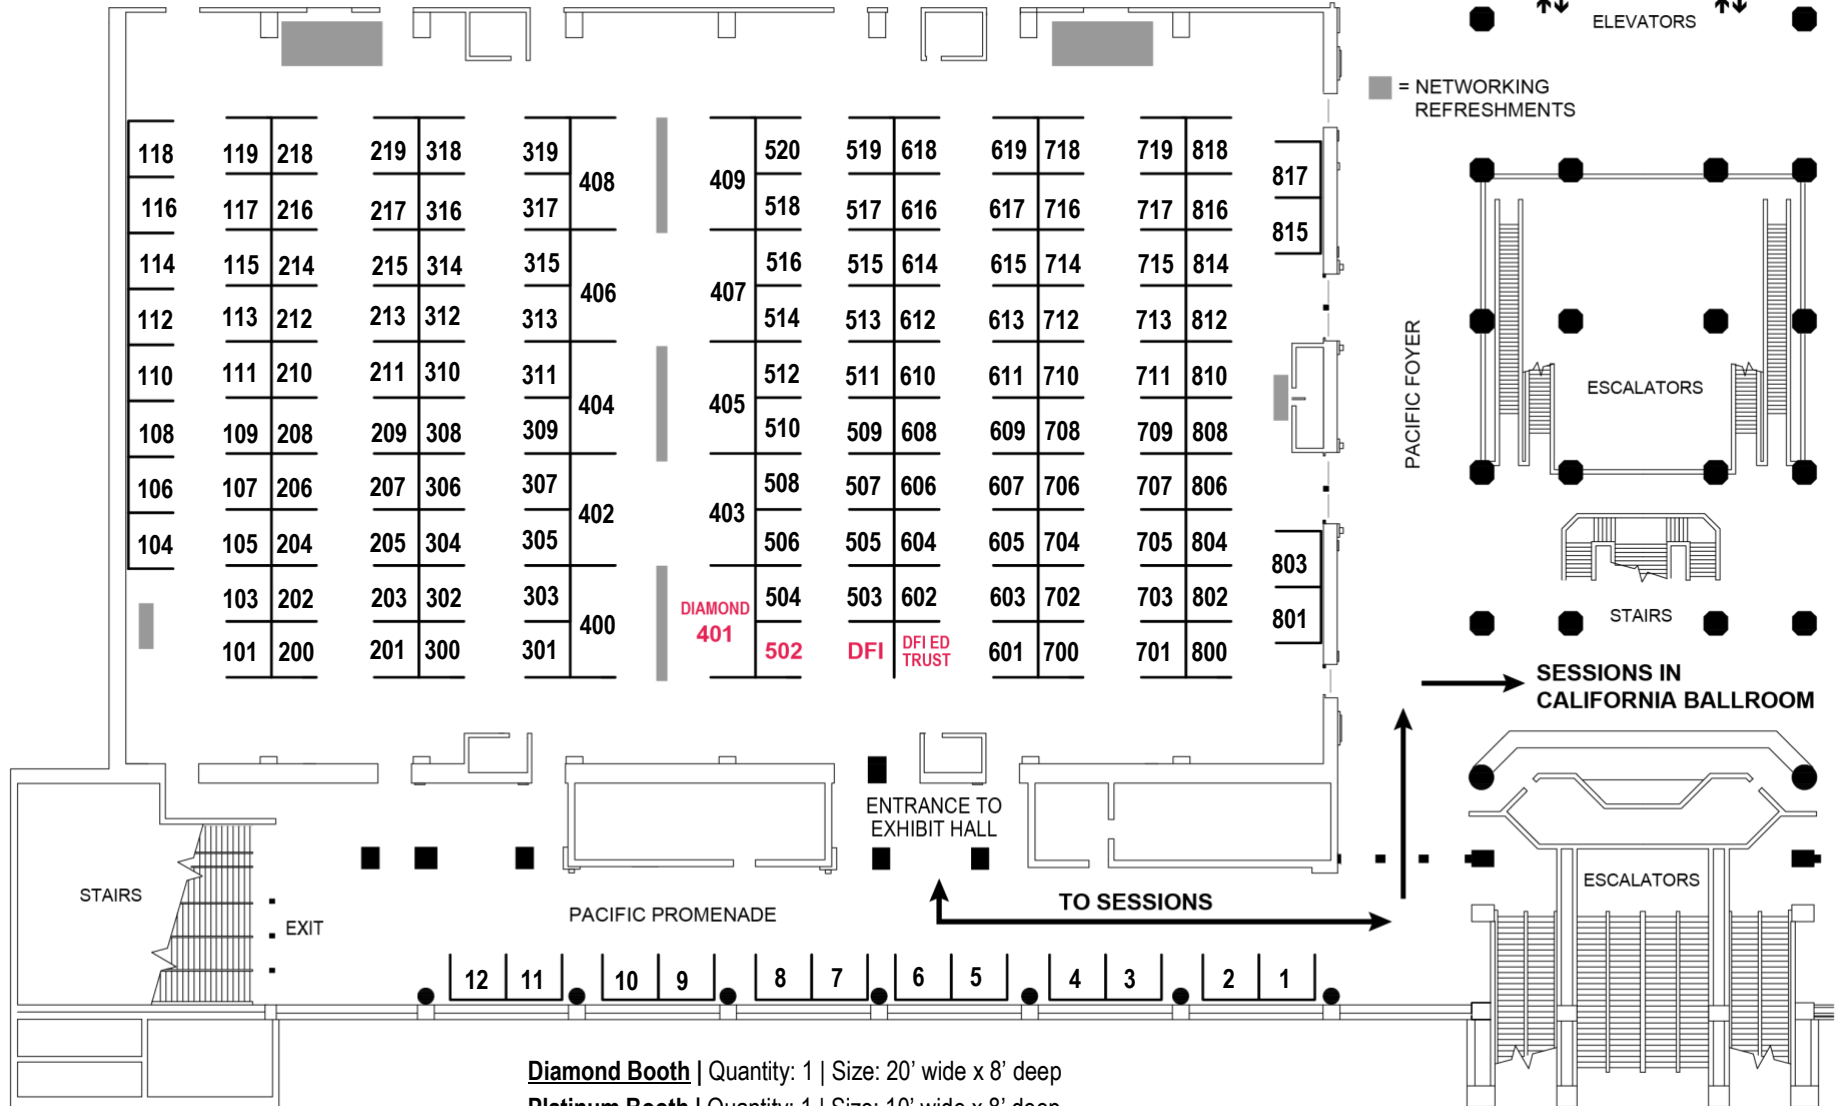 ELEVATORS
= NETWORKING
REFRESHMENTS
118 119 218 219 318 319 408 409 520 519 618 619 718 719 818 817
116 117 216 217 316 317 518 517 616 617 716 717 816 815
114 115 214 215 314 315 406 407 516 515 614 615 714 715 814
112 113 212 213 312 313 514 513 612 613 712 713 812
110 111 210 211 310 311 404 405 512 511 610 611 710 711 810
108 109 208 209 308 309 510 509 608 609 708 709 808
106 107 206 207 306 307 402 403 508 507 606 607 706 707 806
104 105 204 205 304 305 506 505 604 605 704 705 804 803
103 202 203 302 303 400 DIAMOND 401 504 503 602 603 702 703 802 801
101 200 201 300 301 502 DFI DFI ED TRUST 601 700 701 800
PACIFIC FOYER
ESCALATORS
STAIRS
SESSIONS IN
CALIFORNIA BALLROOM
ENTRANCE TO
EXHIBIT HALL
STAIRS
EXIT
PACIFIC PROMENADE
TO SESSIONS
ESCALATORS
12 11 10 9 8 7 6 5 4 3 2 1
Diamond Booth | Quantity: 1 | Size: 20’ wide x 8’ deep
Platinum Booth | Quantity: 1 | Size: 10’ wide x 8’ deep